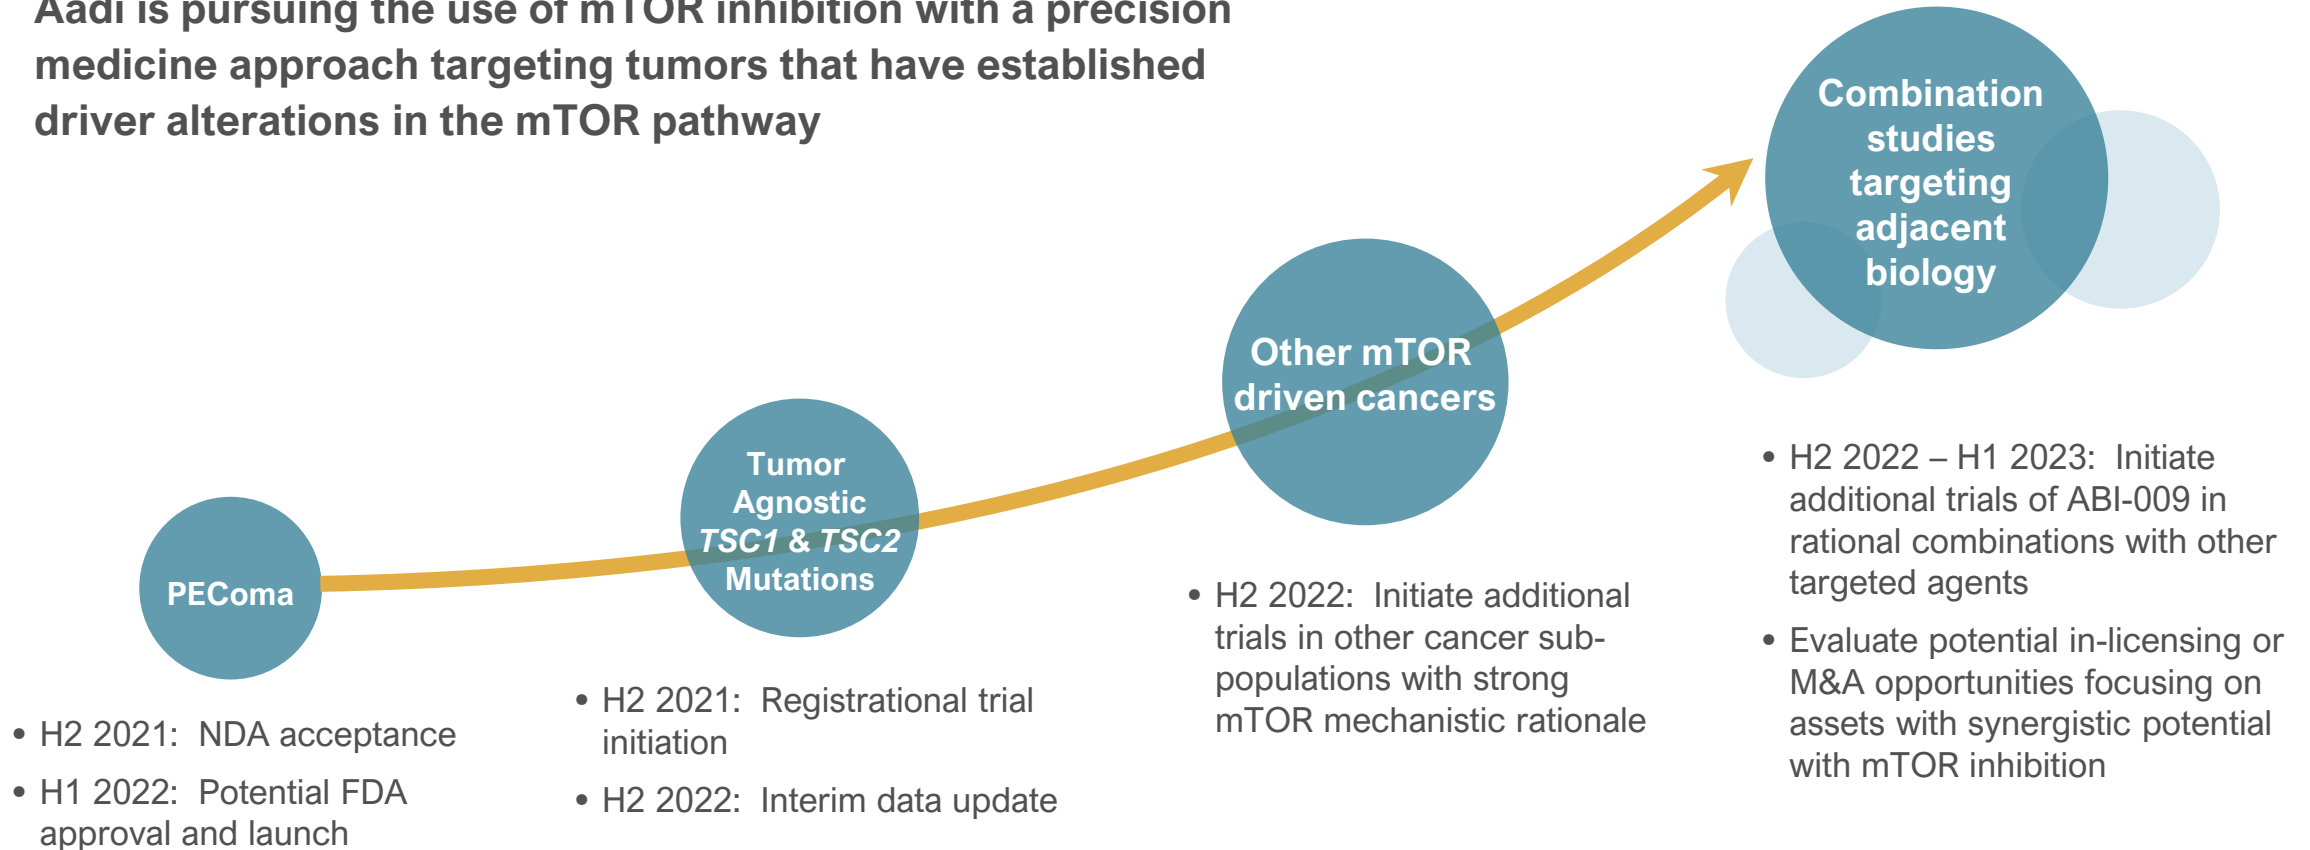 Aadi is pursuing the use of mTOR inhibition with a precision
medicine approach targeting tumors that have established
driver alterations in the mTOR pathway
PEComa
• H2 2021:  NDA acceptance
• H1 2022:  Potential FDA
approval and launch
Tumor
Agnostic
TSC1 & TSC2
Mutations
• H2 2021:  Registrational trial
initiation
• H2 2022:  Interim data update
Other mTOR
driven cancers
• H2 2022:  Initiate additional
trials in other cancer sub-
populations with strong
mTOR mechanistic rationale
Combination
studies
targeting
adjacent
biology
• H2 2022 – H1 2023:  Initiate
additional trials of ABI-009 in
rational combinations with other
targeted agents
• Evaluate potential in-licensing or
M&A opportunities focusing on
assets with synergistic potential
with mTOR inhibition